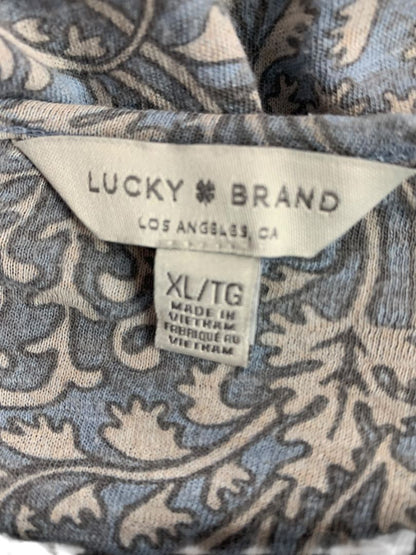 LUCKY BRAND
LOS ANGELES, CA
XL/TG
MADE IN
VIETNAM
FABRIQUÉ AU
VIETNAM